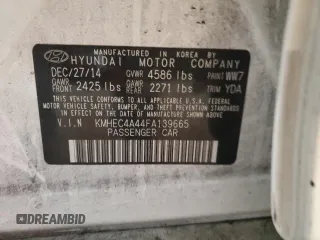 MANUFACTURED IN KOREA BY
HYUNDAI MOTOR COMPANY
DEC/27/14 GVWR 4586 lbs PAINT WW7
GAWR FRONT 2425 lbs GAWR REAR 2271 lbs TRIM YDA
THIS VEHICLE CONFORMS TO ALL APPLICABLE U.S. FEDERAL
MOTOR VEHICLE SAFETY, BUMPER, AND THEFT PREVENTION
STANDARDS IN EFFECT ON THE DATE OF MANUFACTURE SHOWN ABOVE.
V.I.N KMHEC4A44FA139665
PASSENGER CAR
DREAMBID